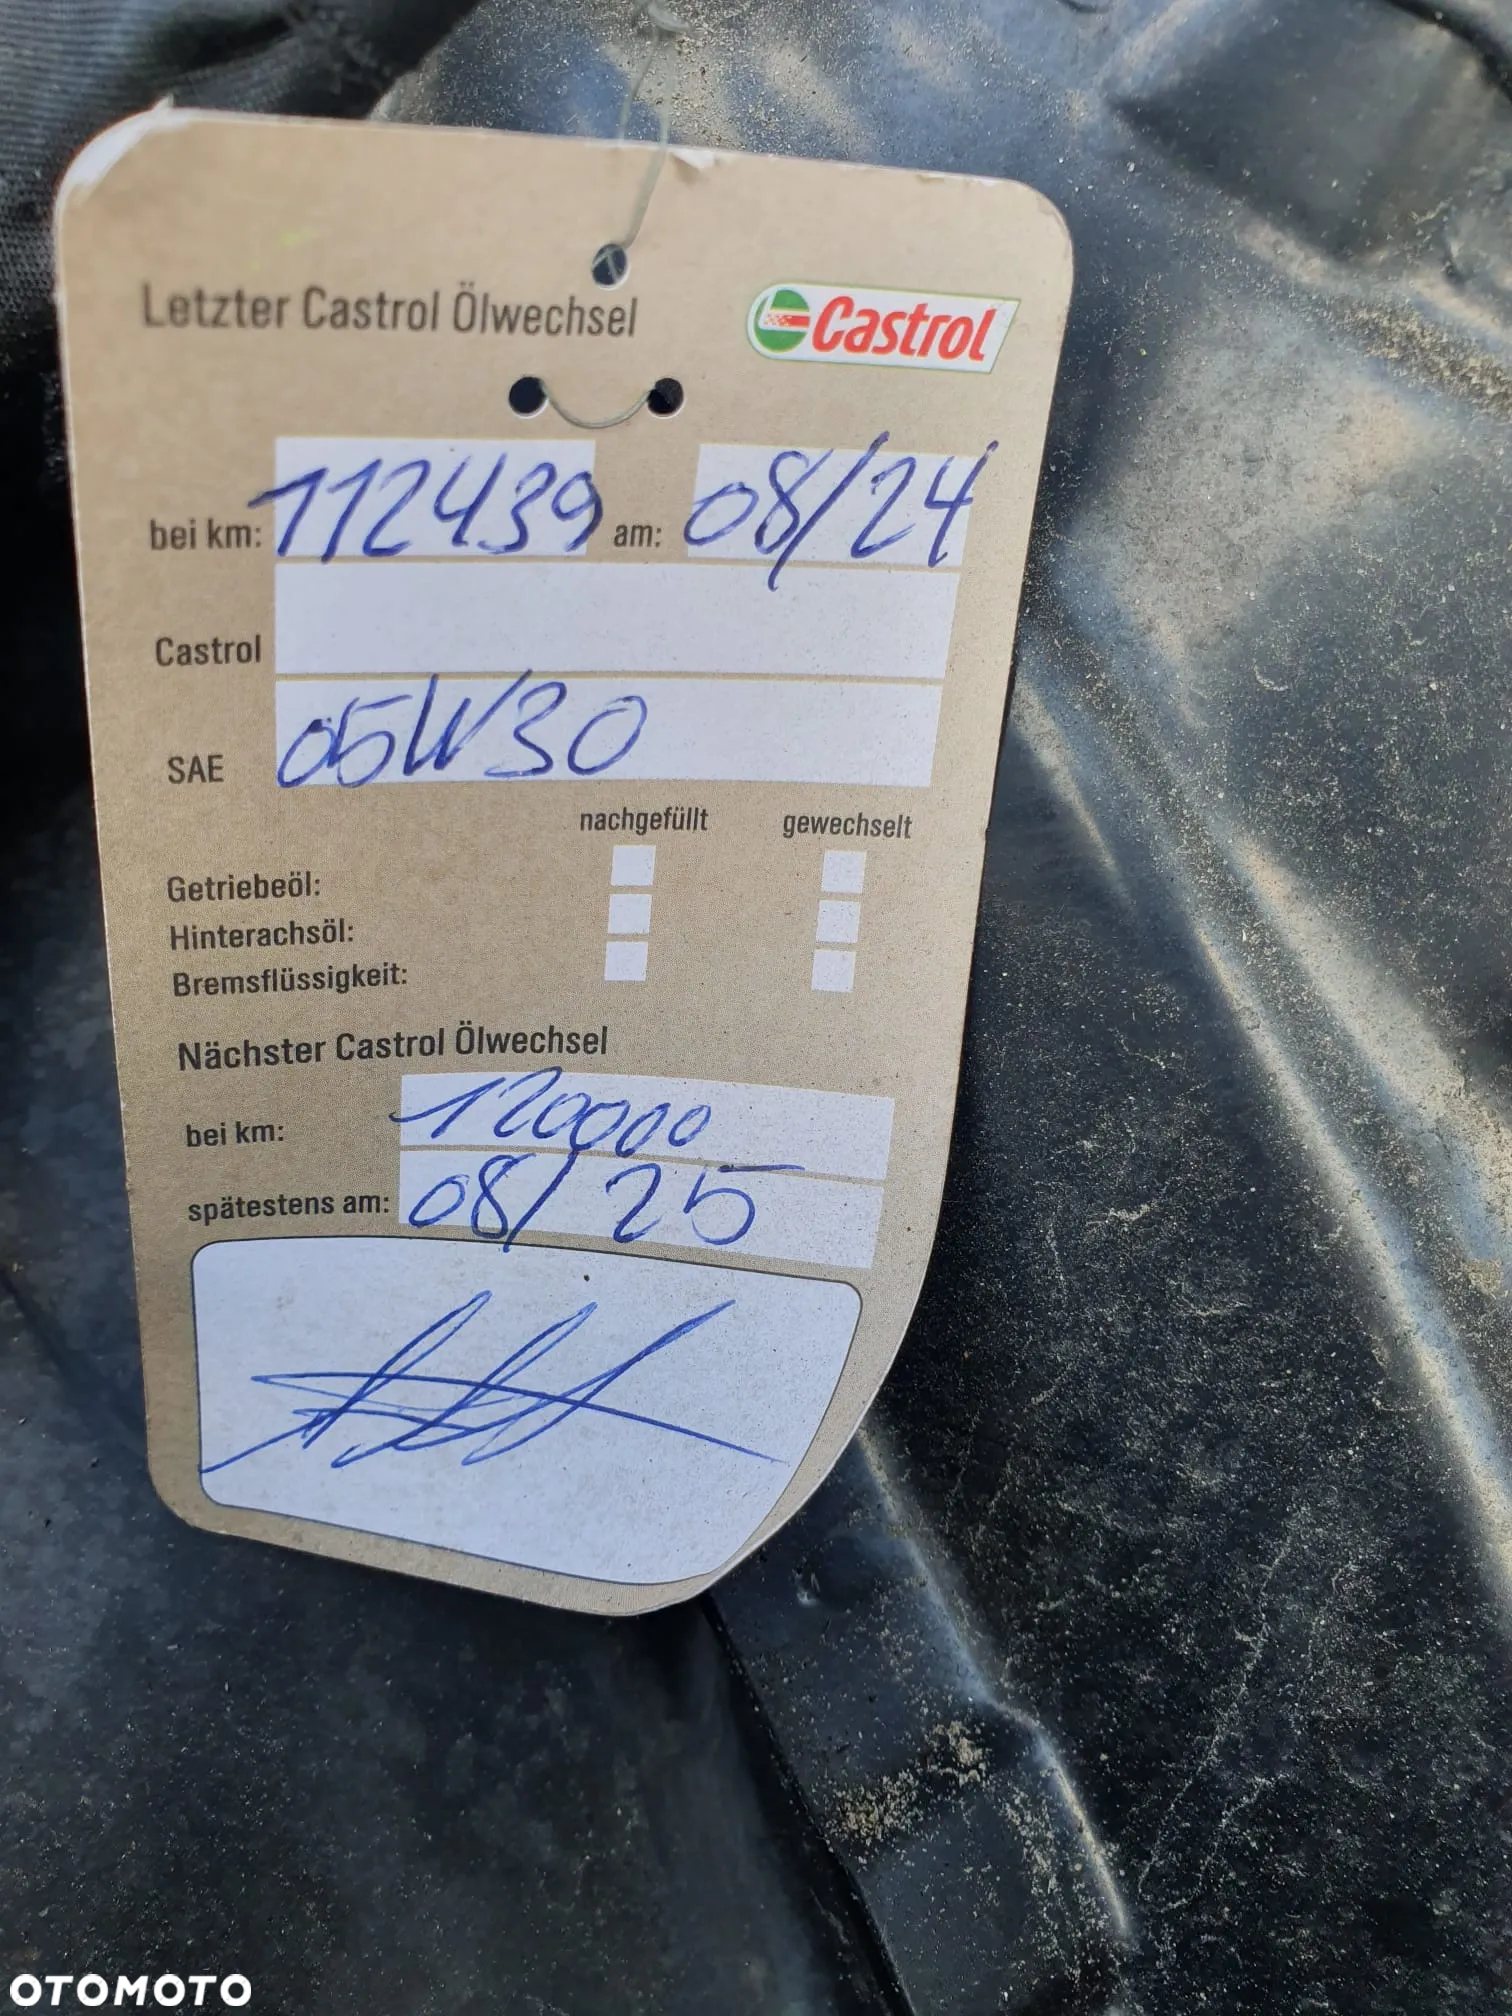 Letzter Castrol Ölwechsel
Castrol
bei km: 112439 am: 08/24
Castrol
SAE 05W30
nachgefüllt gewechselt
Getriebeöl:
Hinterachsöl:
Bremsflüssigkeit:
Nächster Castrol Ölwechsel
bei km: 120000
spätestens am: 08/25
OTOMOTO